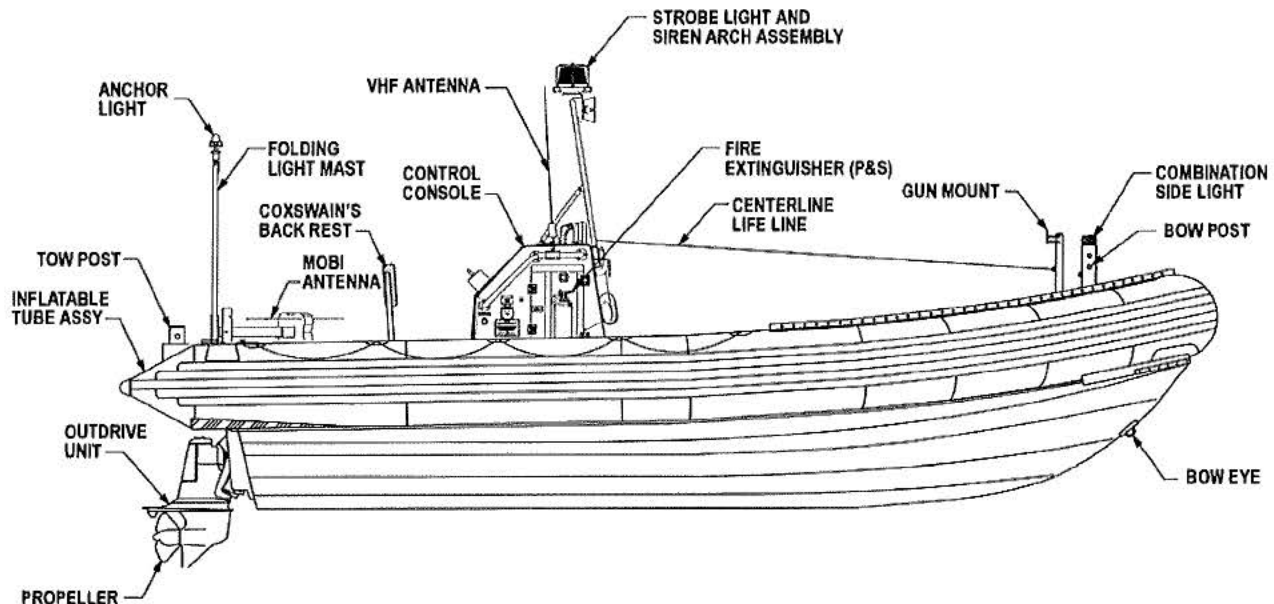 STROBE LIGHT AND
SIREN ARCH ASSEMBLY
ANCHOR
LIGHT
VHF ANTENNA
FOLDING
LIGHT MAST
FIRE
EXTINGUISHER (P&S)
COMBINATION
SIDE LIGHT
CONTROL
CONSOLE
GUN MOUNT
CENTERLINE
LIFE LINE
COXSWAIN'S
BACK REST
BOW POST
TOW POST
MOBI
ANTENNA
INFLATABLE
TUBE ASSY
OUTDRIVE
UNIT
BOW EYE
PROPELLER